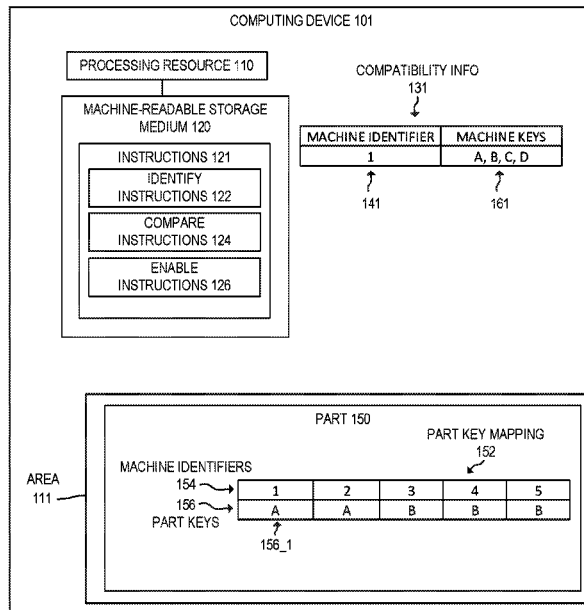 COMPUTING DEVICE 101
PROCESSING RESOURCE 110
COMPATIBILITY INFO
131
MACHINE-READABLE STORAGE
MEDIUM 120
MACHINE IDENTIFIER MACHINE KEYS
1 A, B, C, D
141 161
INSTRUCTIONS 121
IDENTIFY
INSTRUCTIONS 122
COMPARE
INSTRUCTIONS 124
ENABLE
INSTRUCTIONS 126
PART 150
PART KEY MAPPING
152
MACHINE IDENTIFIERS
154 1 2 3 4 5
156 A A B B B
PART KEYS
156_1
AREA
111